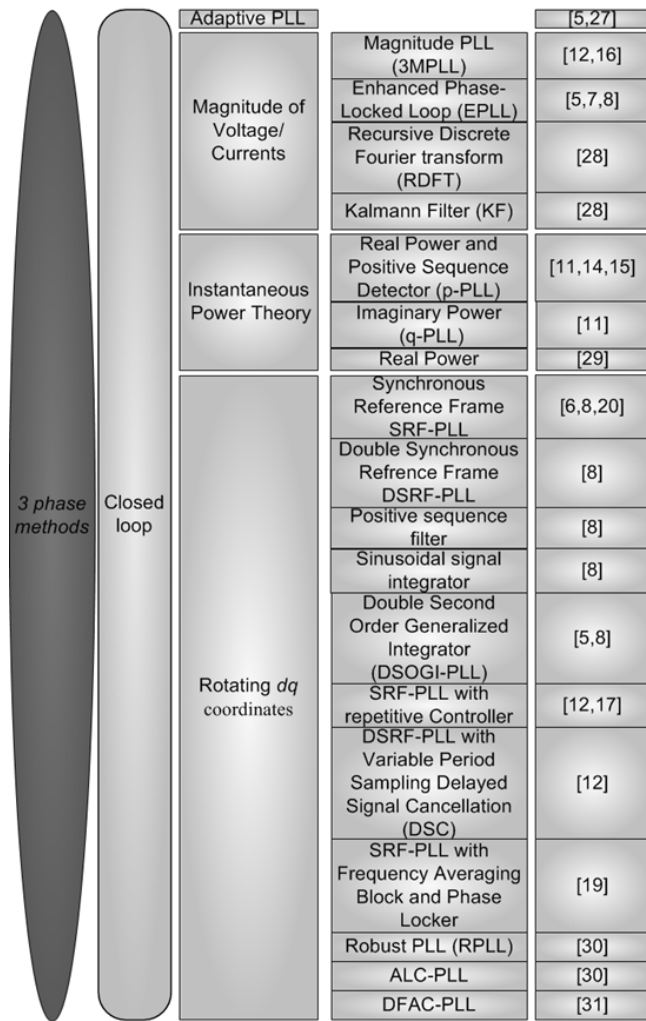 Adaptive PLL
[5,27]
Magnitude of
Voltage/
Currents
Magnitude PLL
(3MPLL)
[12,16]
Enhanced Phase-
Locked Loop (EPLL)
[5,7,8]
Recursive Discrete
Fourier transform
(RDFT)
[28]
Kalmann Filter (KF)
[28]
Instantaneous
Power Theory
Real Power and
Positive Sequence
Detector (p-PLL)
[11,14,15]
Imaginary Power
(q-PLL)
[11]
Real Power
[29]
3 phase
methods
Closed
loop
Rotating dq
coordinates
Synchronous
Reference Frame
SRF-PLL
[6,8,20]
Double Synchronous
Refrence Frame
DSRF-PLL
[8]
Positive sequence
filter
[8]
Sinusoidal signal
integrator
[8]
Double Second
Order Generalized
Integrator
(DSOGI-PLL)
[5,8]
SRF-PLL with
repetitive Controller
[12,17]
DSRF-PLL with
Variable Period
Sampling Delayed
Signal Cancellation
(DSC)
[12]
SRF-PLL with
Frequency Averaging
Block and Phase
Locker
[19]
Robust PLL (RPLL)
[30]
ALC-PLL
[30]
DFAC-PLL
[31]